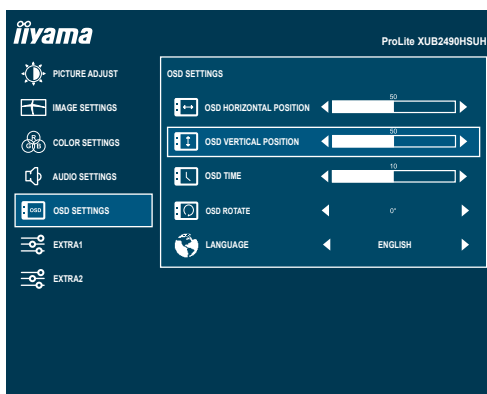 iiyama
ProLite XUB2490HSUH
PICTURE ADJUST
IMAGE SETTINGS
R
G B
COLOR SETTINGS
AUDIO SETTINGS
OSD
OSD SETTINGS
EXTRA1
EXTRA2
OSD SETTINGS
OSD HORIZONTAL POSITION
50
OSD VERTICAL POSITION
50
OSD TIME
10
OSD ROTATE
0°
LANGUAGE
ENGLISH